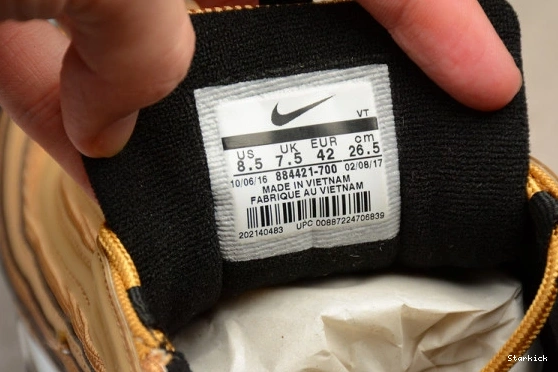 VT
US UK EUR cm
8.5 7.5 42 26.5
10/06/16 884421-700 02/08/17
MADE IN VIETNAM
FABRIQUE AU VIETNAM
202140483 UPC 00887224706839
Starkick